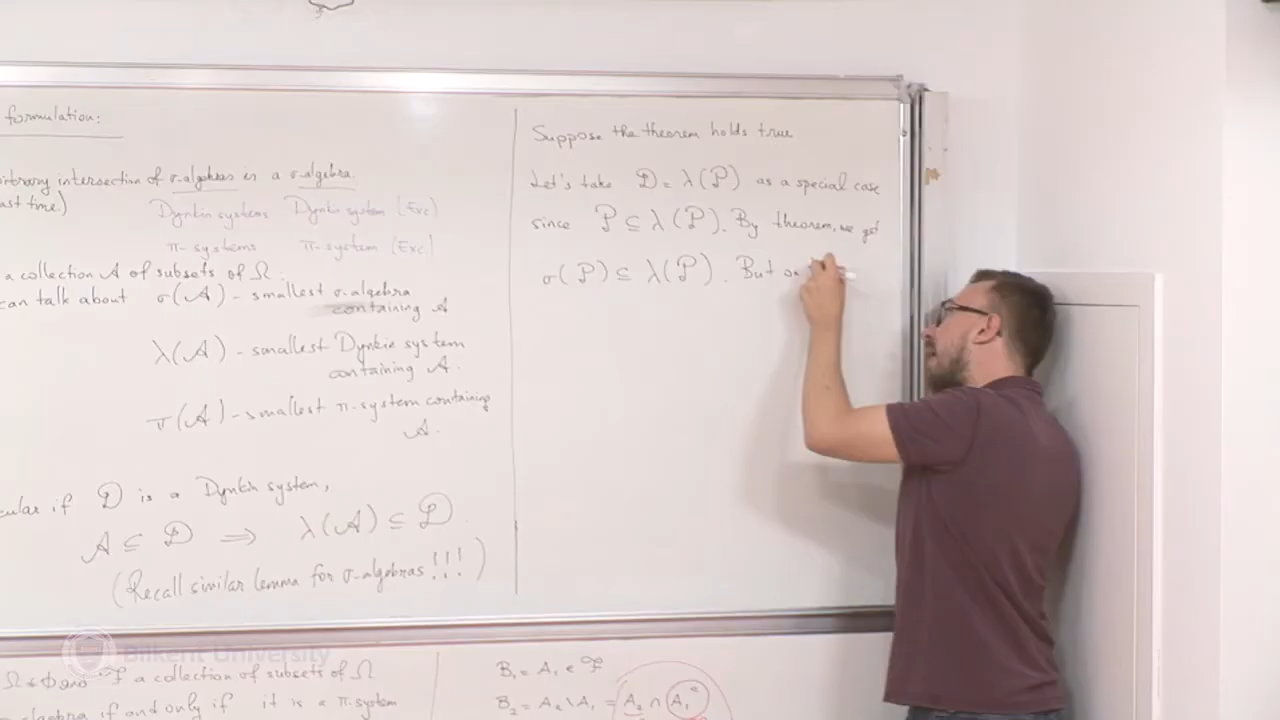 formulation:
arbitrary intersection of σ-algebras is a σ-algebra.
last time)
Dynkin systems Dynkin system (Exc)
π-systems π-system (Exc)
a collection 𝒜 of subsets of Ω.
can talk about σ(𝒜) - smallest σ-algebra
containing 𝒜
λ(𝒜) - smallest Dynkin system
containing 𝒜.
π(𝒜) - smallest π-system containing
𝒜.
cular if 𝒟 is a Dynkin system,
𝒜 ⊆ 𝒟 ⟹ λ(𝒜) ⊆ 𝒟.
(Recall similar lemma for σ-algebras!!!)
Suppose the theorem holds true
Let's take 𝒟 = λ(𝒫) as a special case
since 𝒫 ⊆ λ(𝒫). By theorem, we get
σ(𝒫) ⊆ λ(𝒫). But
Bilkent University
ℱ a collection of subsets of Ω
algebra if and only if it is a π-system
B₁ = A₁ ∈ ℱ
B₂ = A₂ \ A₁ = A₂ ∩ A₁ᶜ